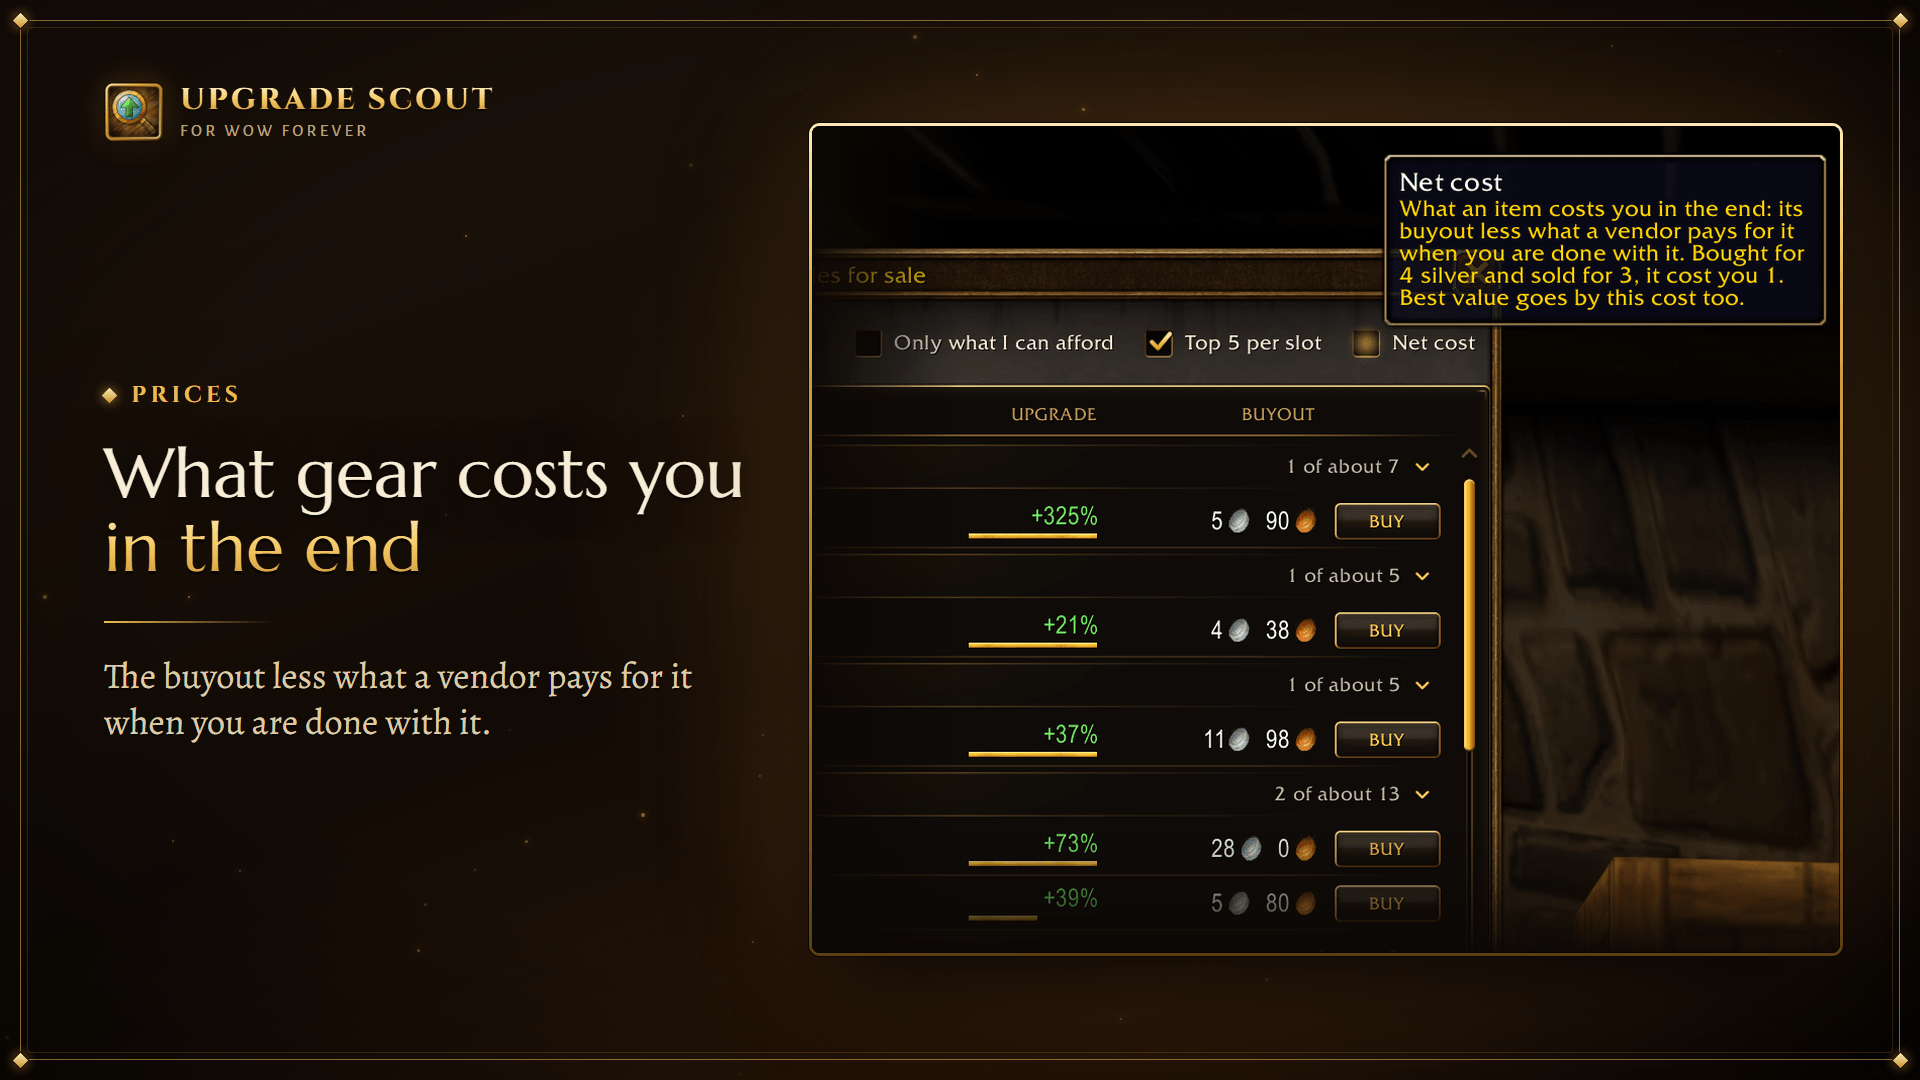 UPGRADE SCOUT
FOR WOW FOREVER
PRICES
What gear costs you
in the end
The buyout less what a vendor pays for it
when you are done with it.
Net cost
What an item costs you in the end: its
buyout less what a vendor pays for it
when you are done with it. Bought for
4 silver and sold for 3, it cost you 1.
Best value goes by this cost too.
es for sale
Only what I can afford
Top 5 per slot
Net cost
UPGRADE BUYOUT
1 of about 7
+325% 5 90 BUY
1 of about 5
+21% 4 38 BUY
1 of about 5
+37% 11 98 BUY
2 of about 13
+73% 28 0 BUY
+39% 5 80 BUY